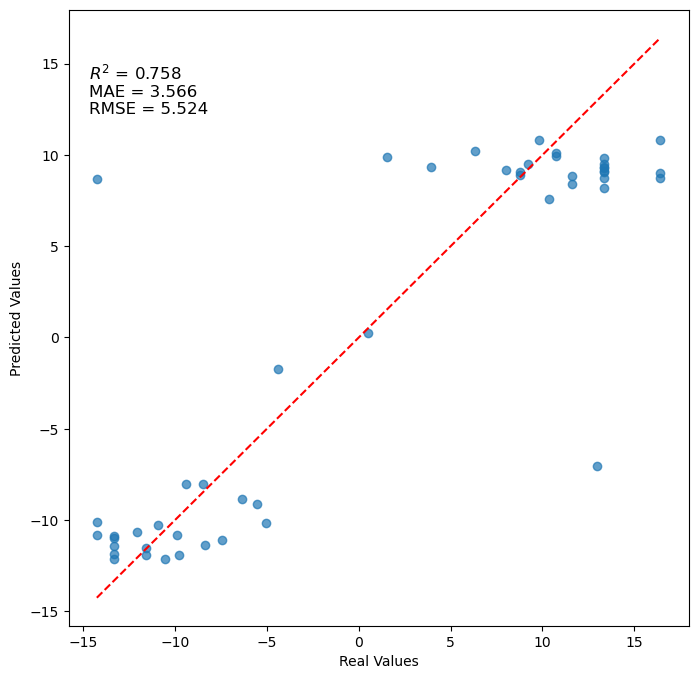 R² = 0.758
MAE = 3.566
RMSE = 5.524
15
10
5
0
−5
−10
−15
Predicted Values
−15 −10 −5 0 5 10 15
Real Values